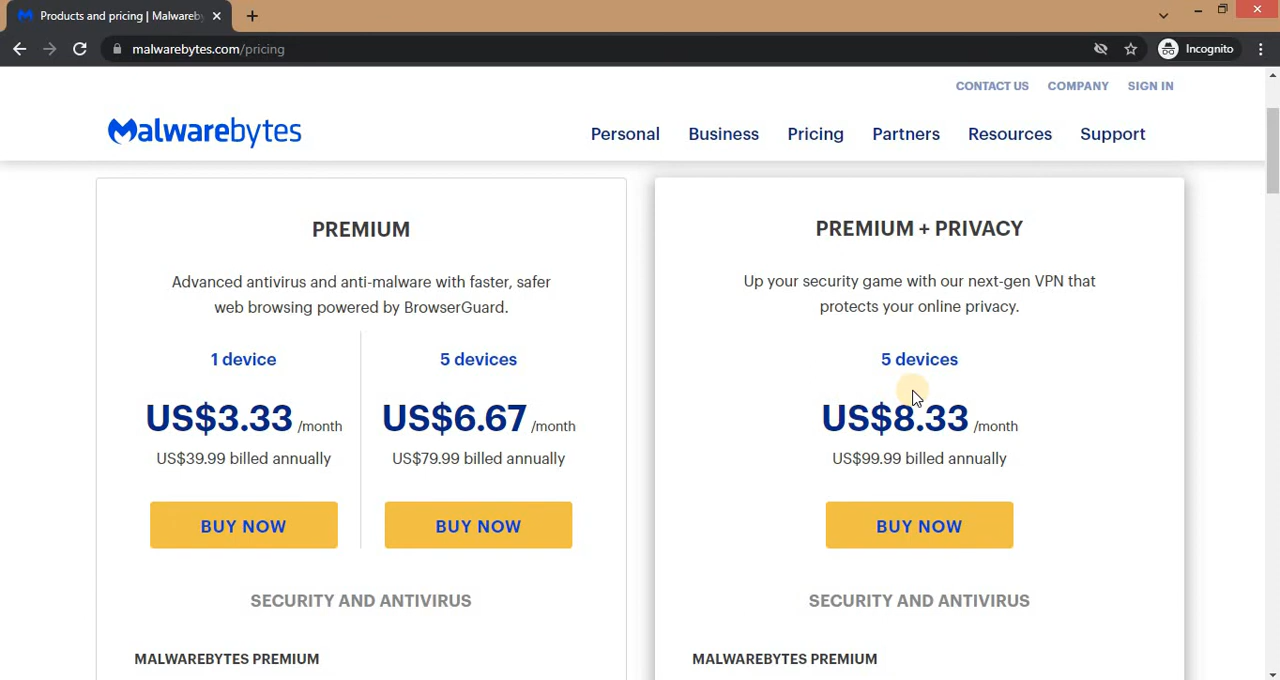 Products and pricing | Malwareb
malwarebytes.com/pricing
Incognito
CONTACT US COMPANY SIGN IN
Malwarebytes
Personal Business Pricing Partners Resources Support
PREMIUM
Advanced antivirus and anti-malware with faster, safer
web browsing powered by BrowserGuard.
1 device
US$3.33 /month
US$39.99 billed annually
BUY NOW
5 devices
US$6.67 /month
US$79.99 billed annually
BUY NOW
SECURITY AND ANTIVIRUS
MALWAREBYTES PREMIUM
PREMIUM + PRIVACY
Up your security game with our next-gen VPN that
protects your online privacy.
5 devices
US$8.33 /month
US$99.99 billed annually
BUY NOW
SECURITY AND ANTIVIRUS
MALWAREBYTES PREMIUM